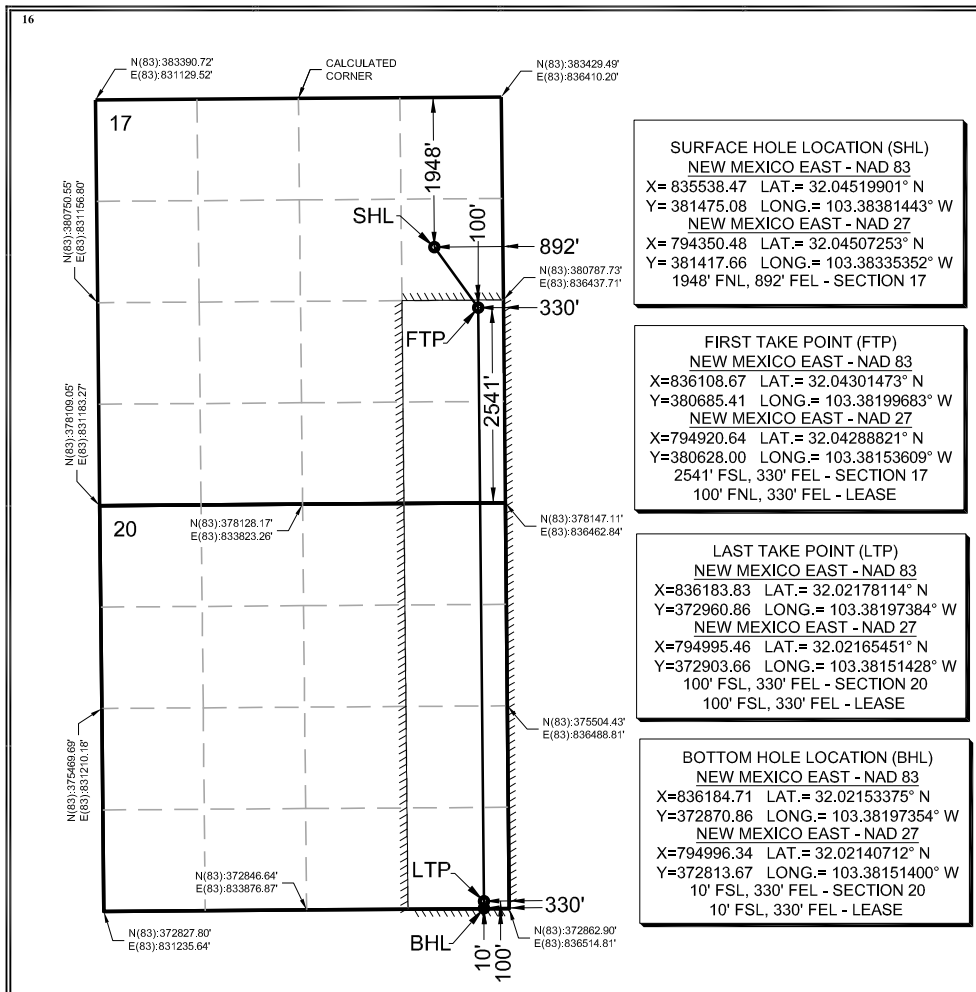 16
N(83):383390.72'
E(83):831129.52'
CALCULATED
CORNER
N(83):383429.49'
E(83):836410.20'
17
1948'
SHL
100'
892'
N(83):380750.55'
E(83):831156.80'
N(83):380787.73'
E(83):836437.71'
330'
FTP
2541'
N(83):378109.05'
E(83):831183.27'
20
N(83):378128.17'
E(83):833823.26'
N(83):378147.11'
E(83):836462.84'
N(83):375469.69'
E(83):831210.18'
N(83):375504.43'
E(83):836488.81'
N(83):372846.64'
E(83):833876.87'
LTP
330'
BHL
10'
100'
N(83):372827.80'
E(83):831235.64'
N(83):372862.90'
E(83):836514.81'
SURFACE HOLE LOCATION (SHL)
NEW MEXICO EAST - NAD 83
X= 835538.47 LAT.= 32.04519901° N
Y= 381475.08 LONG.= 103.38381443° W
NEW MEXICO EAST - NAD 27
X= 794350.48 LAT.= 32.04507253° N
Y= 381417.66 LONG.= 103.38335352° W
1948' FNL, 892' FEL - SECTION 17
FIRST TAKE POINT (FTP)
NEW MEXICO EAST - NAD 83
X=836108.67 LAT.= 32.04301473° N
Y=380685.41 LONG.= 103.38199683° W
NEW MEXICO EAST - NAD 27
X=794920.64 LAT.= 32.04288821° N
Y=380628.00 LONG.= 103.38153609° W
2541' FSL, 330' FEL - SECTION 17
100' FNL, 330' FEL - LEASE
LAST TAKE POINT (LTP)
NEW MEXICO EAST - NAD 83
X=836183.83 LAT.= 32.02178114° N
Y=372960.86 LONG.= 103.38197384° W
NEW MEXICO EAST - NAD 27
X=794995.46 LAT.= 32.02165451° N
Y=372903.66 LONG.= 103.38151428° W
100' FSL, 330' FEL - SECTION 20
100' FSL, 330' FEL - LEASE
BOTTOM HOLE LOCATION (BHL)
NEW MEXICO EAST - NAD 83
X=836184.71 LAT.= 32.02153375° N
Y=372870.86 LONG.= 103.38197354° W
NEW MEXICO EAST - NAD 27
X=794996.34 LAT.= 32.02140712° N
Y=372813.67 LONG.= 103.38151400° W
10' FSL, 330' FEL - SECTION 20
10' FSL, 330' FEL - LEASE